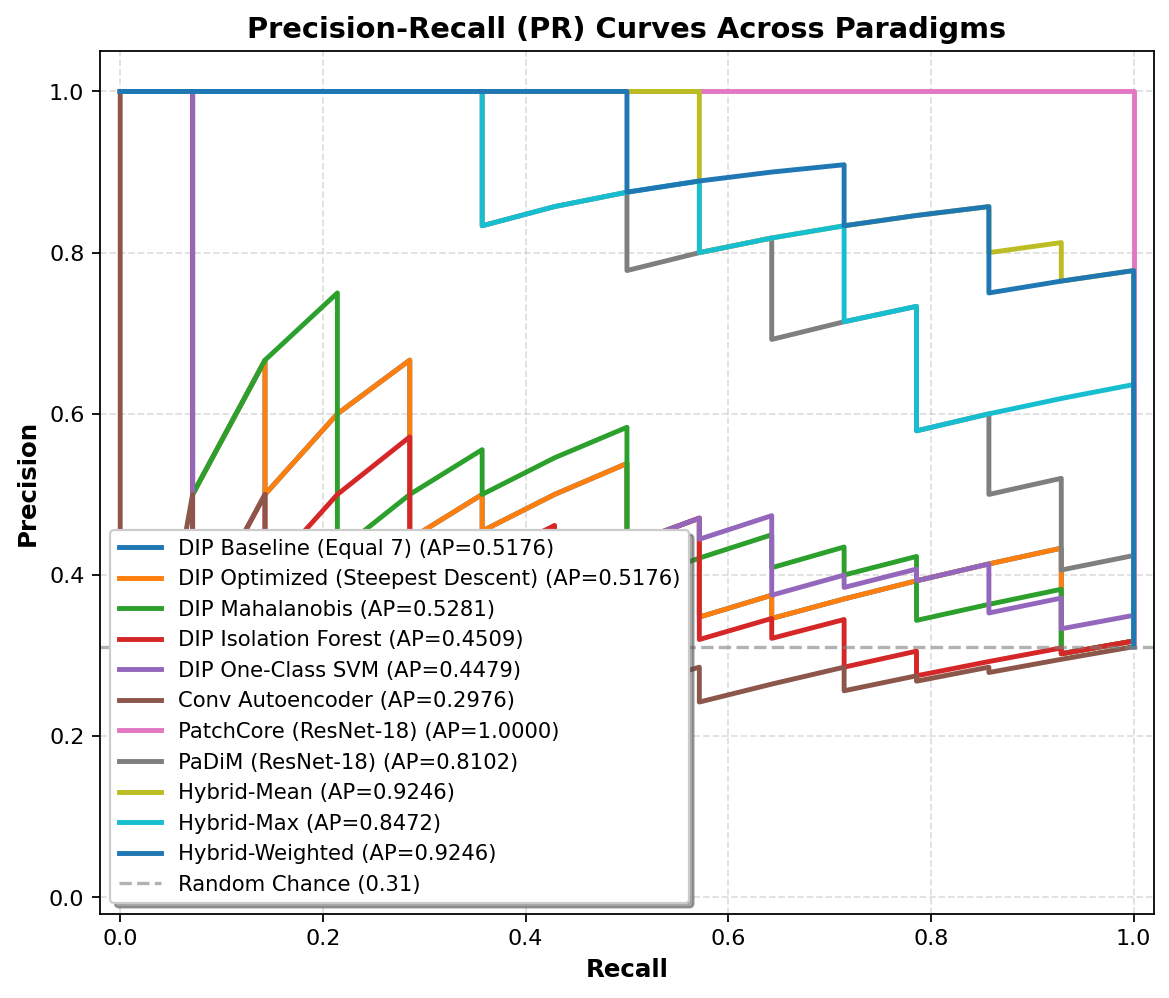 Precision-Recall (PR) Curves Across Paradigms
1.0
0.8
0.6
0.4
0.2
0.0
Precision
DIP Baseline (Equal 7) (AP=0.5176)
DIP Optimized (Steepest Descent) (AP=0.5176)
DIP Mahalanobis (AP=0.5281)
DIP Isolation Forest (AP=0.4509)
DIP One-Class SVM (AP=0.4479)
Conv Autoencoder (AP=0.2976)
PatchCore (ResNet-18) (AP=1.0000)
PaDiM (ResNet-18) (AP=0.8102)
Hybrid-Mean (AP=0.9246)
Hybrid-Max (AP=0.8472)
Hybrid-Weighted (AP=0.9246)
Random Chance (0.31)
0.0 0.2 0.4 0.6 0.8 1.0
Recall